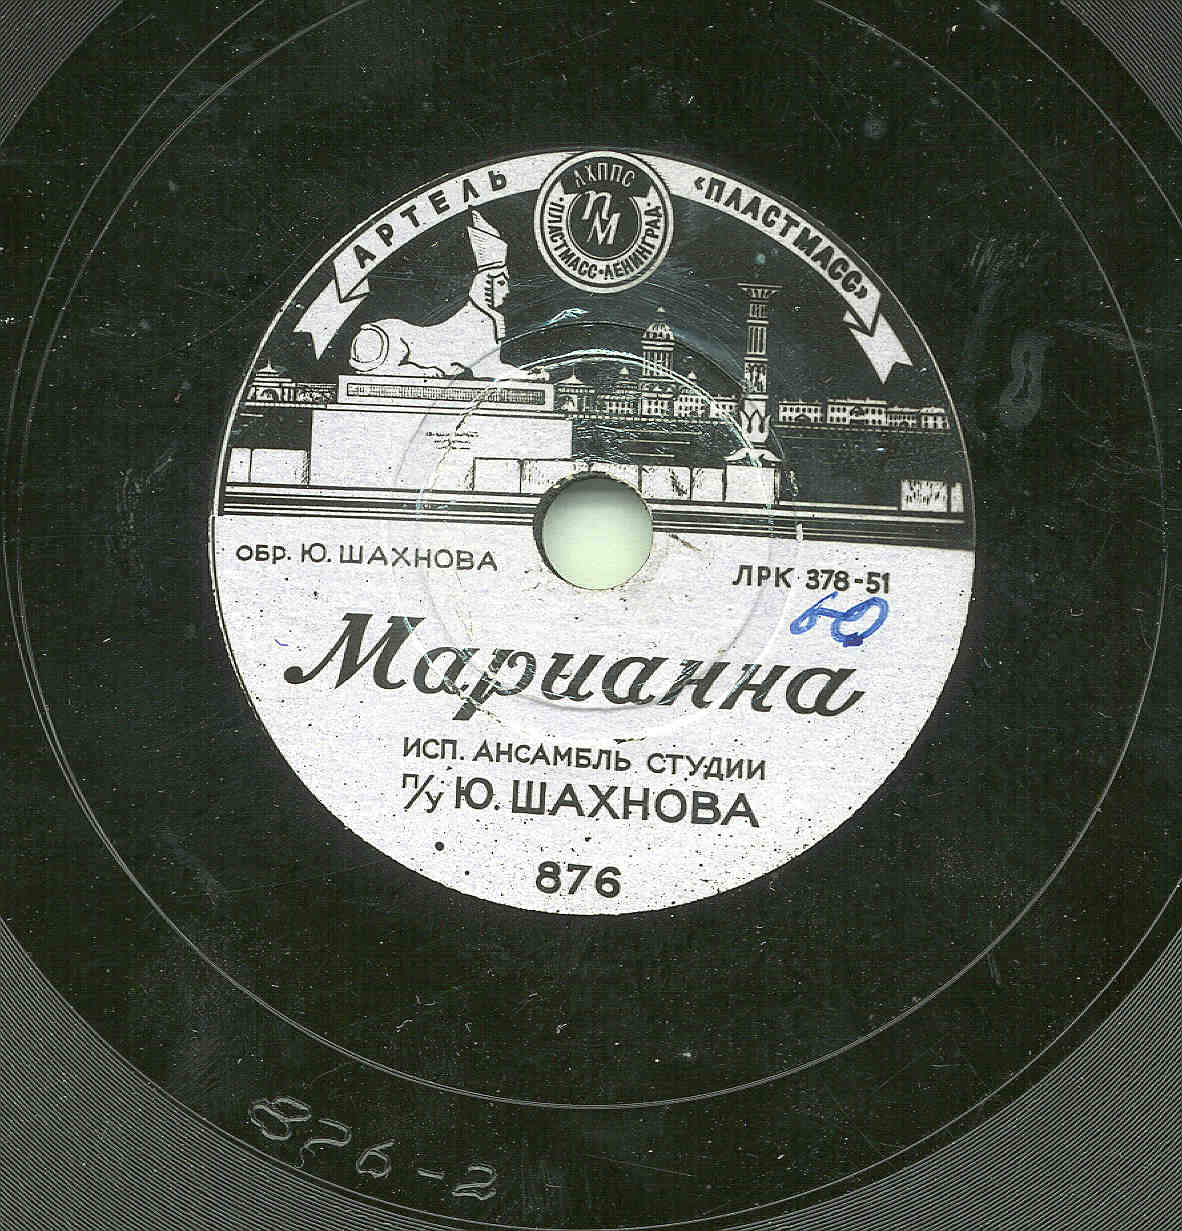 АРТЕЛЬ «ПЛАСТМАСС»
ЛХППС
ПМ
·ПЛАСТМАСС-ЛЕНИНГРАД·
ОБР. Ю. ШАХНОВА
ЛРК 378-51
60
Марианна
ИСП. АНСАМБЛЬ СТУДИИ
П/У Ю. ШАХНОВА
876
876-2